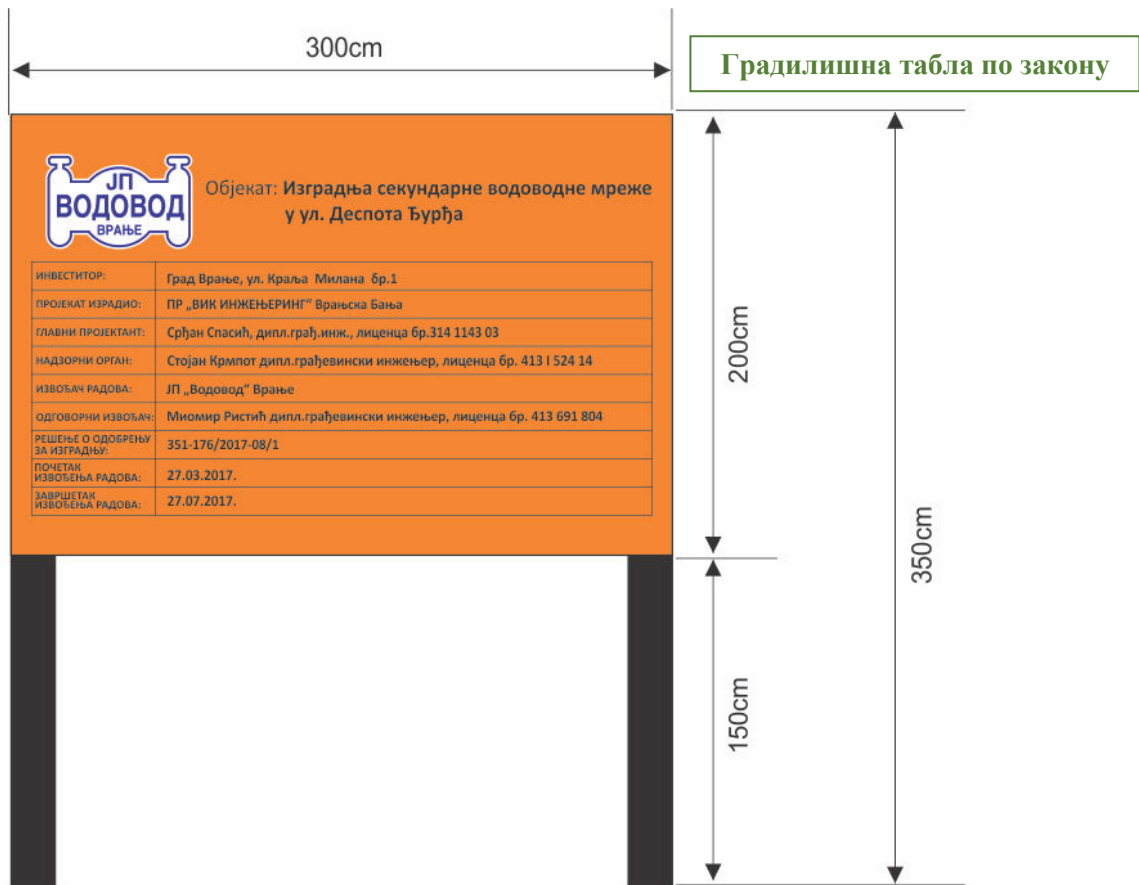 300cm
Градилишна табла по закону
ЈП
ВОДОВОД
ВРАЊЕ
Објекат: Изградња секундарне водоводне мреже
у ул. Деспота Ђурђа
ИНВЕСТИТОР: Град Врање, ул. Краља Милана бр.1
ПРОЈЕКАТ ИЗРАДИО: ПР „ВИК ИНЖЕЊЕРИНГ“ Врањска Бања
ГЛАВНИ ПРОЈЕКТАНТ: Срђан Спасић, дипл.грађ.инж., лиценца бр.314 1143 03
НАДЗОРНИ ОРГАН: Стојан Крмпот дипл.грађевински инжењер, лиценца бр. 413 I 524 14
ИЗВОЂАЧ РАДОВА: ЈП „Водовод“ Врање
ОДГОВОРНИ ИЗВОЂАЧ: Миомир Ристић дипл.грађевински инжењер, лиценца бр. 413 691 804
РЕШЕЊЕ О ОДОБРЕЊУ
ЗА ИЗГРАДЊУ: 351-176/2017-08/1
ПОЧЕТАК
ИЗВОЂЕЊА РАДОВА: 27.03.2017.
ЗАВРШЕТАК
ИЗВОЂЕЊА РАДОВА: 27.07.2017.
200cm
350cm
150cm